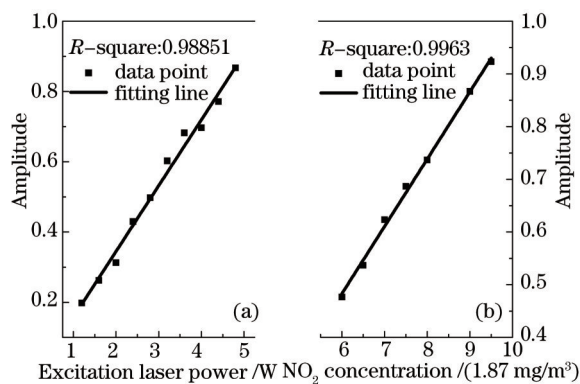 1.0
0.8
0.6
0.4
0.2
Amplitude
R-square:0.98851
data point
fitting line
(a)
1 2 3 4 5
Excitation laser power /W
R-square:0.9963
data point
fitting line
(b)
1.0
0.9
0.8
0.7
0.6
0.5
0.4
Amplitude
6 7 8 9 10
NO₂ concentration /(1.87 mg/m³)